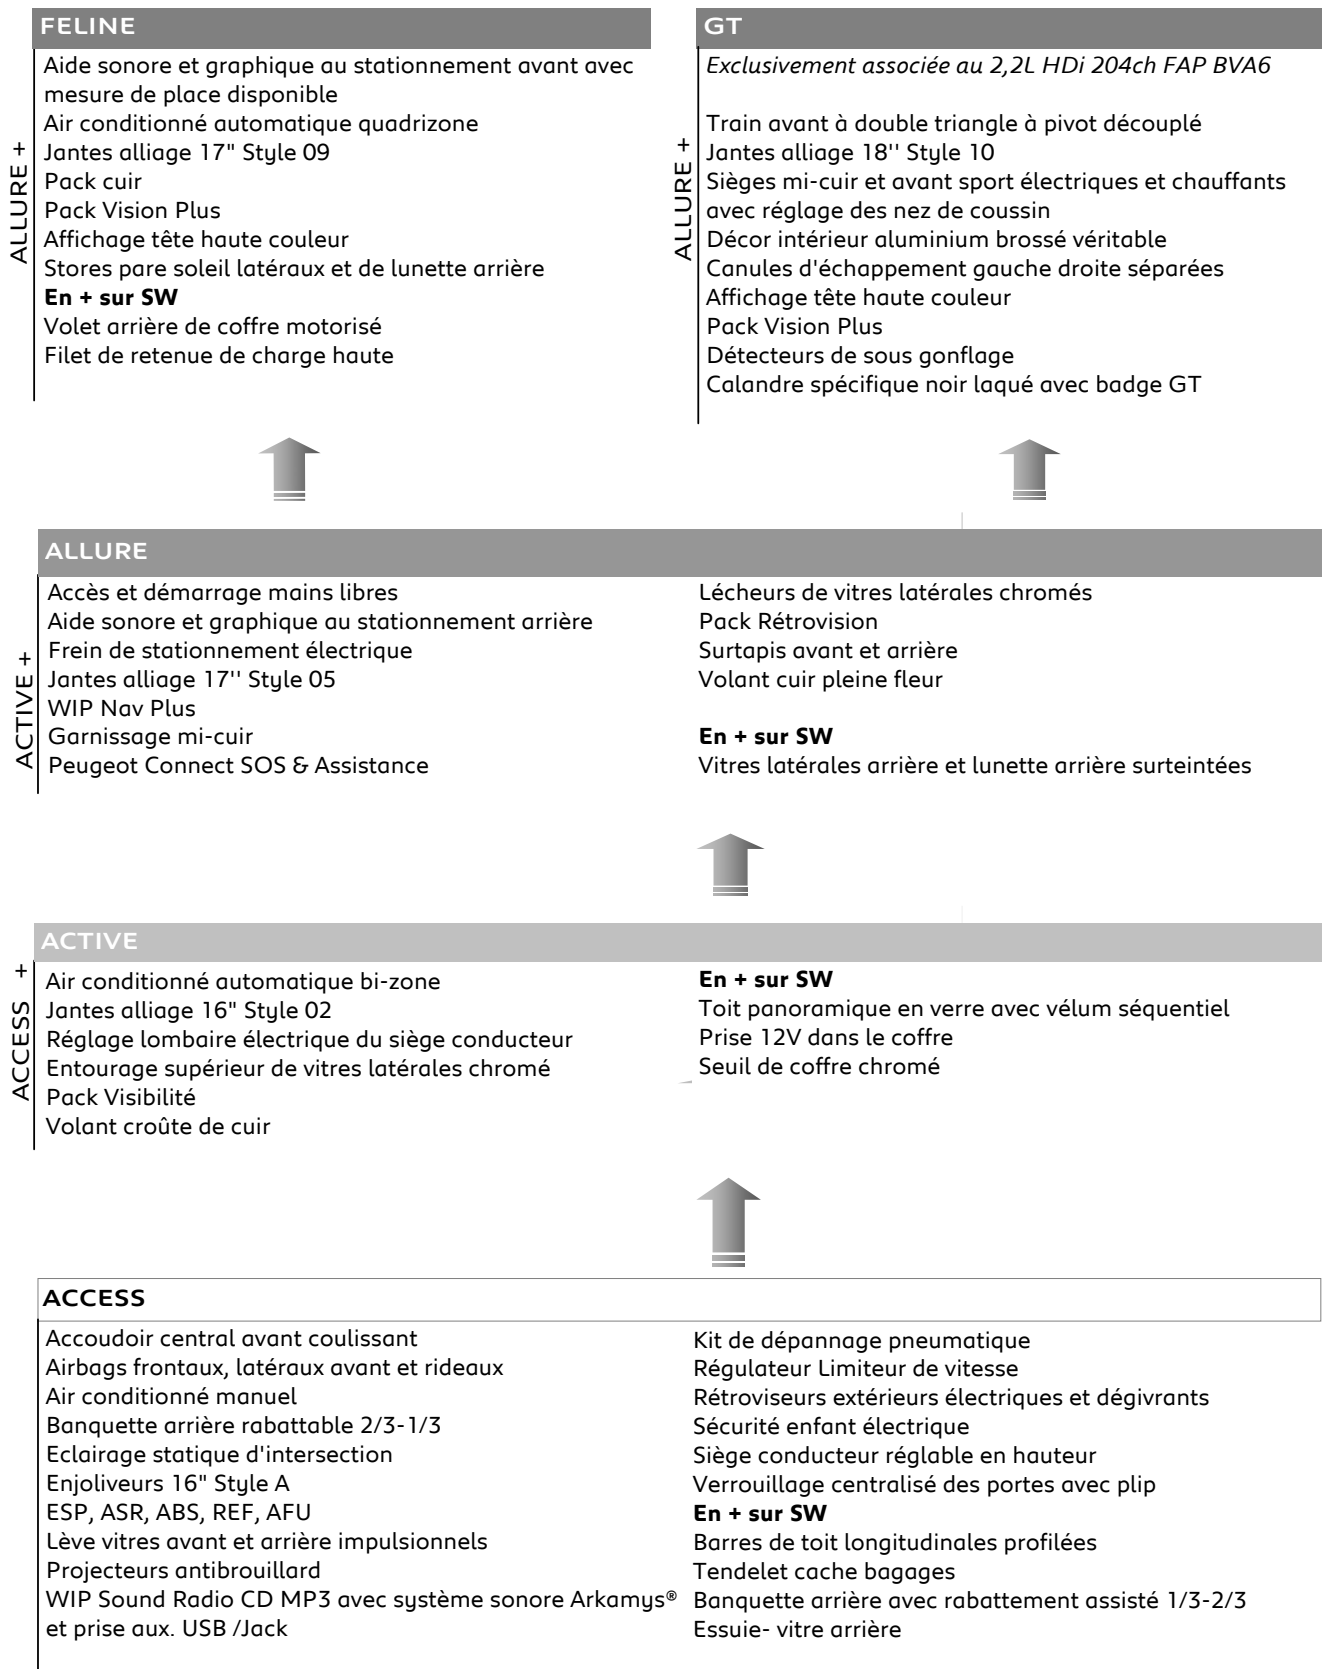 FELINE
ALLURE +
Aide sonore et graphique au stationnement avant avec
mesure de place disponible
Air conditionné automatique quadrizone
Jantes alliage 17" Style 09
Pack cuir
Pack Vision Plus
Affichage tête haute couleur
Stores pare soleil latéraux et de lunette arrière
En + sur SW
Volet arrière de coffre motorisé
Filet de retenue de charge haute
GT
ALLURE +
Exclusivement associée au 2,2L HDi 204ch FAP BVA6
Train avant à double triangle à pivot découplé
Jantes alliage 18'' Style 10
Sièges mi-cuir et avant sport électriques et chauffants
avec réglage des nez de coussin
Décor intérieur aluminium brossé véritable
Canules d'échappement gauche droite séparées
Affichage tête haute couleur
Pack Vision Plus
Détecteurs de sous gonflage
Calandre spécifique noir laqué avec badge GT
ALLURE
ACTIVE +
Accès et démarrage mains libres
Aide sonore et graphique au stationnement arrière
Frein de stationnement électrique
Jantes alliage 17'' Style 05
WIP Nav Plus
Garnissage mi-cuir
Peugeot Connect SOS & Assistance
Lécheurs de vitres latérales chromés
Pack Rétrovision
Surtapis avant et arrière
Volant cuir pleine fleur
En + sur SW
Vitres latérales arrière et lunette arrière surteintées
ACTIVE
ACCESS +
Air conditionné automatique bi-zone
Jantes alliage 16" Style 02
Réglage lombaire électrique du siège conducteur
Entourage supérieur de vitres latérales chromé
Pack Visibilité
Volant croûte de cuir
En + sur SW
Toit panoramique en verre avec vélum séquentiel
Prise 12V dans le coffre
Seuil de coffre chromé
ACCESS
Accoudoir central avant coulissant
Airbags frontaux, latéraux avant et rideaux
Air conditionné manuel
Banquette arrière rabattable 2/3-1/3
Eclairage statique d'intersection
Enjoliveurs 16" Style A
ESP, ASR, ABS, REF, AFU
Lève vitres avant et arrière impulsionnels
Projecteurs antibrouillard
WIP Sound Radio CD MP3 avec système sonore Arkamys®
et prise aux. USB /Jack
Kit de dépannage pneumatique
Régulateur Limiteur de vitesse
Rétroviseurs extérieurs électriques et dégivrants
Sécurité enfant électrique
Siège conducteur réglable en hauteur
Verrouillage centralisé des portes avec plip
En + sur SW
Barres de toit longitudinales profilées
Tendelet cache bagages
Banquette arrière avec rabattement assisté 1/3-2/3
Essuie- vitre arrière